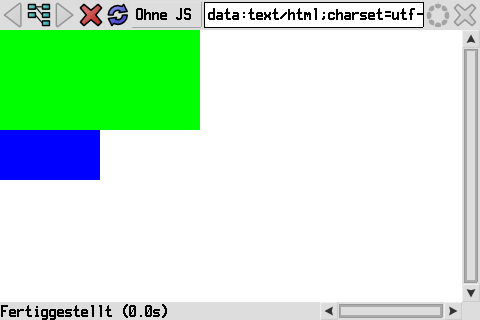 Ohne JS
data:text/html;charset=utf-
Fertiggestellt (0.0s)